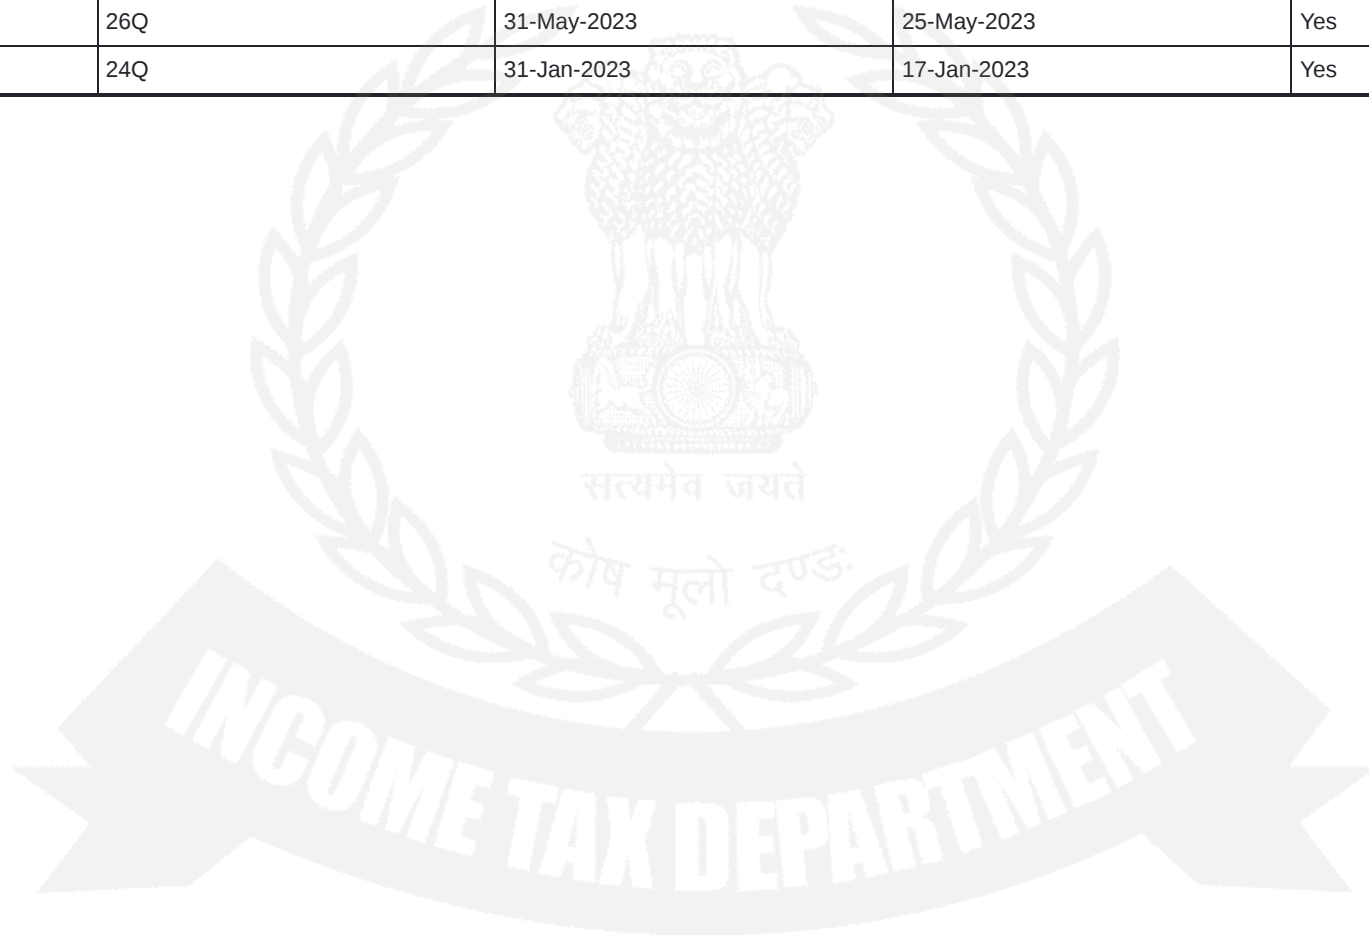 26Q 31-May-2023 25-May-2023 Yes
24Q 31-Jan-2023 17-Jan-2023 Yes
सत्यमेव जयते
कोष मूलो दण्डः
INCOME TAX DEPARTMENT